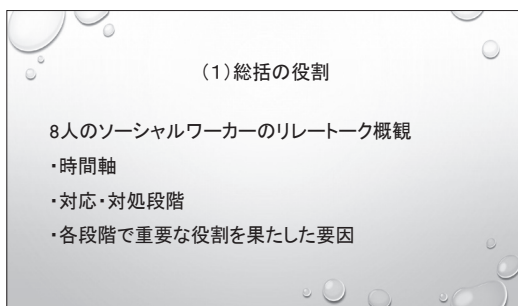 （１）総括の役割
8人のソーシャルワーカーのリレートーク概観
・時間軸
・対応・対処段階
・各段階で重要な役割を果たした要因